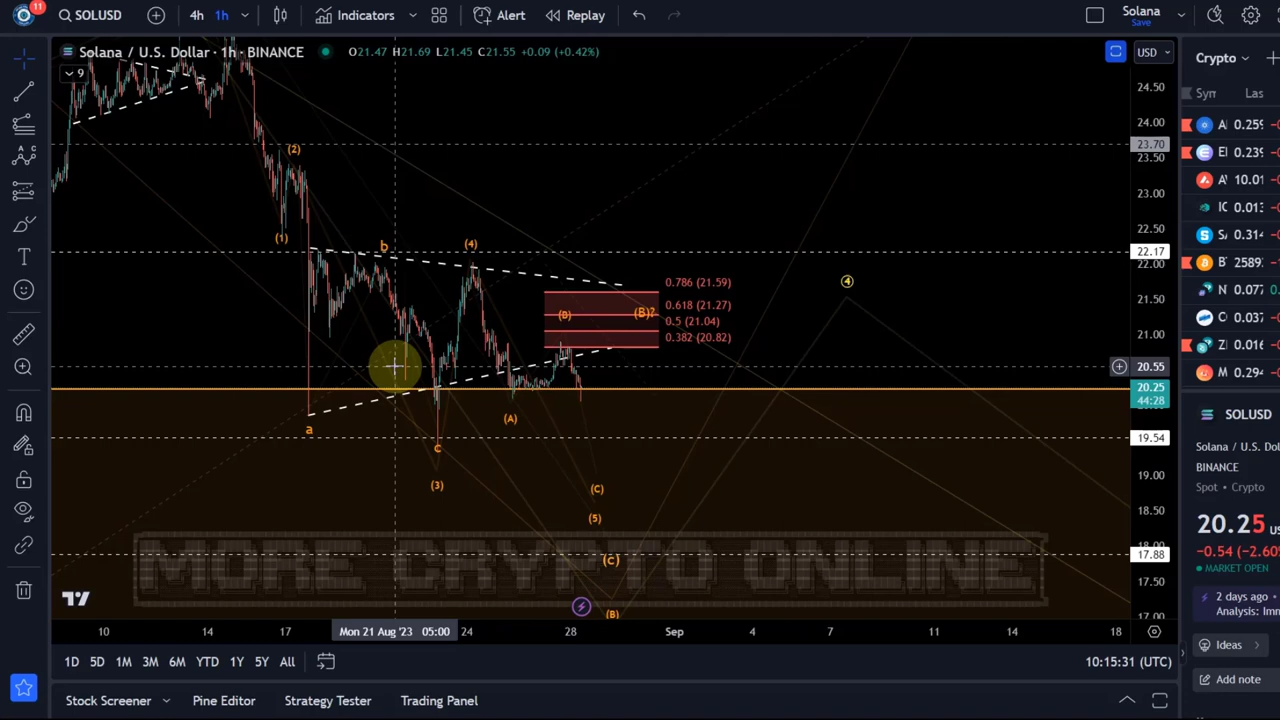 11
SOLUSD
4h
1h
Indicators
Alert
Replay
Solana
Save
Solana / U.S. Dollar · 1h · BINANCE
O21.47 H21.69 L21.45 C21.55 +0.09 (+0.42%)
USD
9
Crypto
Last
24.50
24.00
23.70
23.50
23.00
22.50
22.17
22.00
21.50
21.00
20.55
20.25
44:28
19.54
19.00
18.50
17.88
17.50
17.00
(2)
(1)
b
(4)
0.786 (21.59)
0.618 (21.27)
0.5 (21.04)
0.382 (20.82)
(B)
(B)?
4
a
(A)
c
(3)
(C)
(5)
(c)
(B)
MORE CRYPTO ONLINE
0.259
0.239
10.01
0.013
0.314
2589
0.077
0.037
0.016
0.294
SOLUSD
Solana / U.S. Dollar
BINANCE
Spot • Crypto
20.25
-0.54 (-2.60
MARKET OPEN
2 days ago
Analysis:
Ideas
Add note
10
14
17
Mon 21 Aug '23 05:00
24
28
Sep
4
7
11
14
18
1D 5D 1M 3M 6M YTD 1Y 5Y All
10:15:31 (UTC)
Stock Screener
Pine Editor
Strategy Tester
Trading Panel